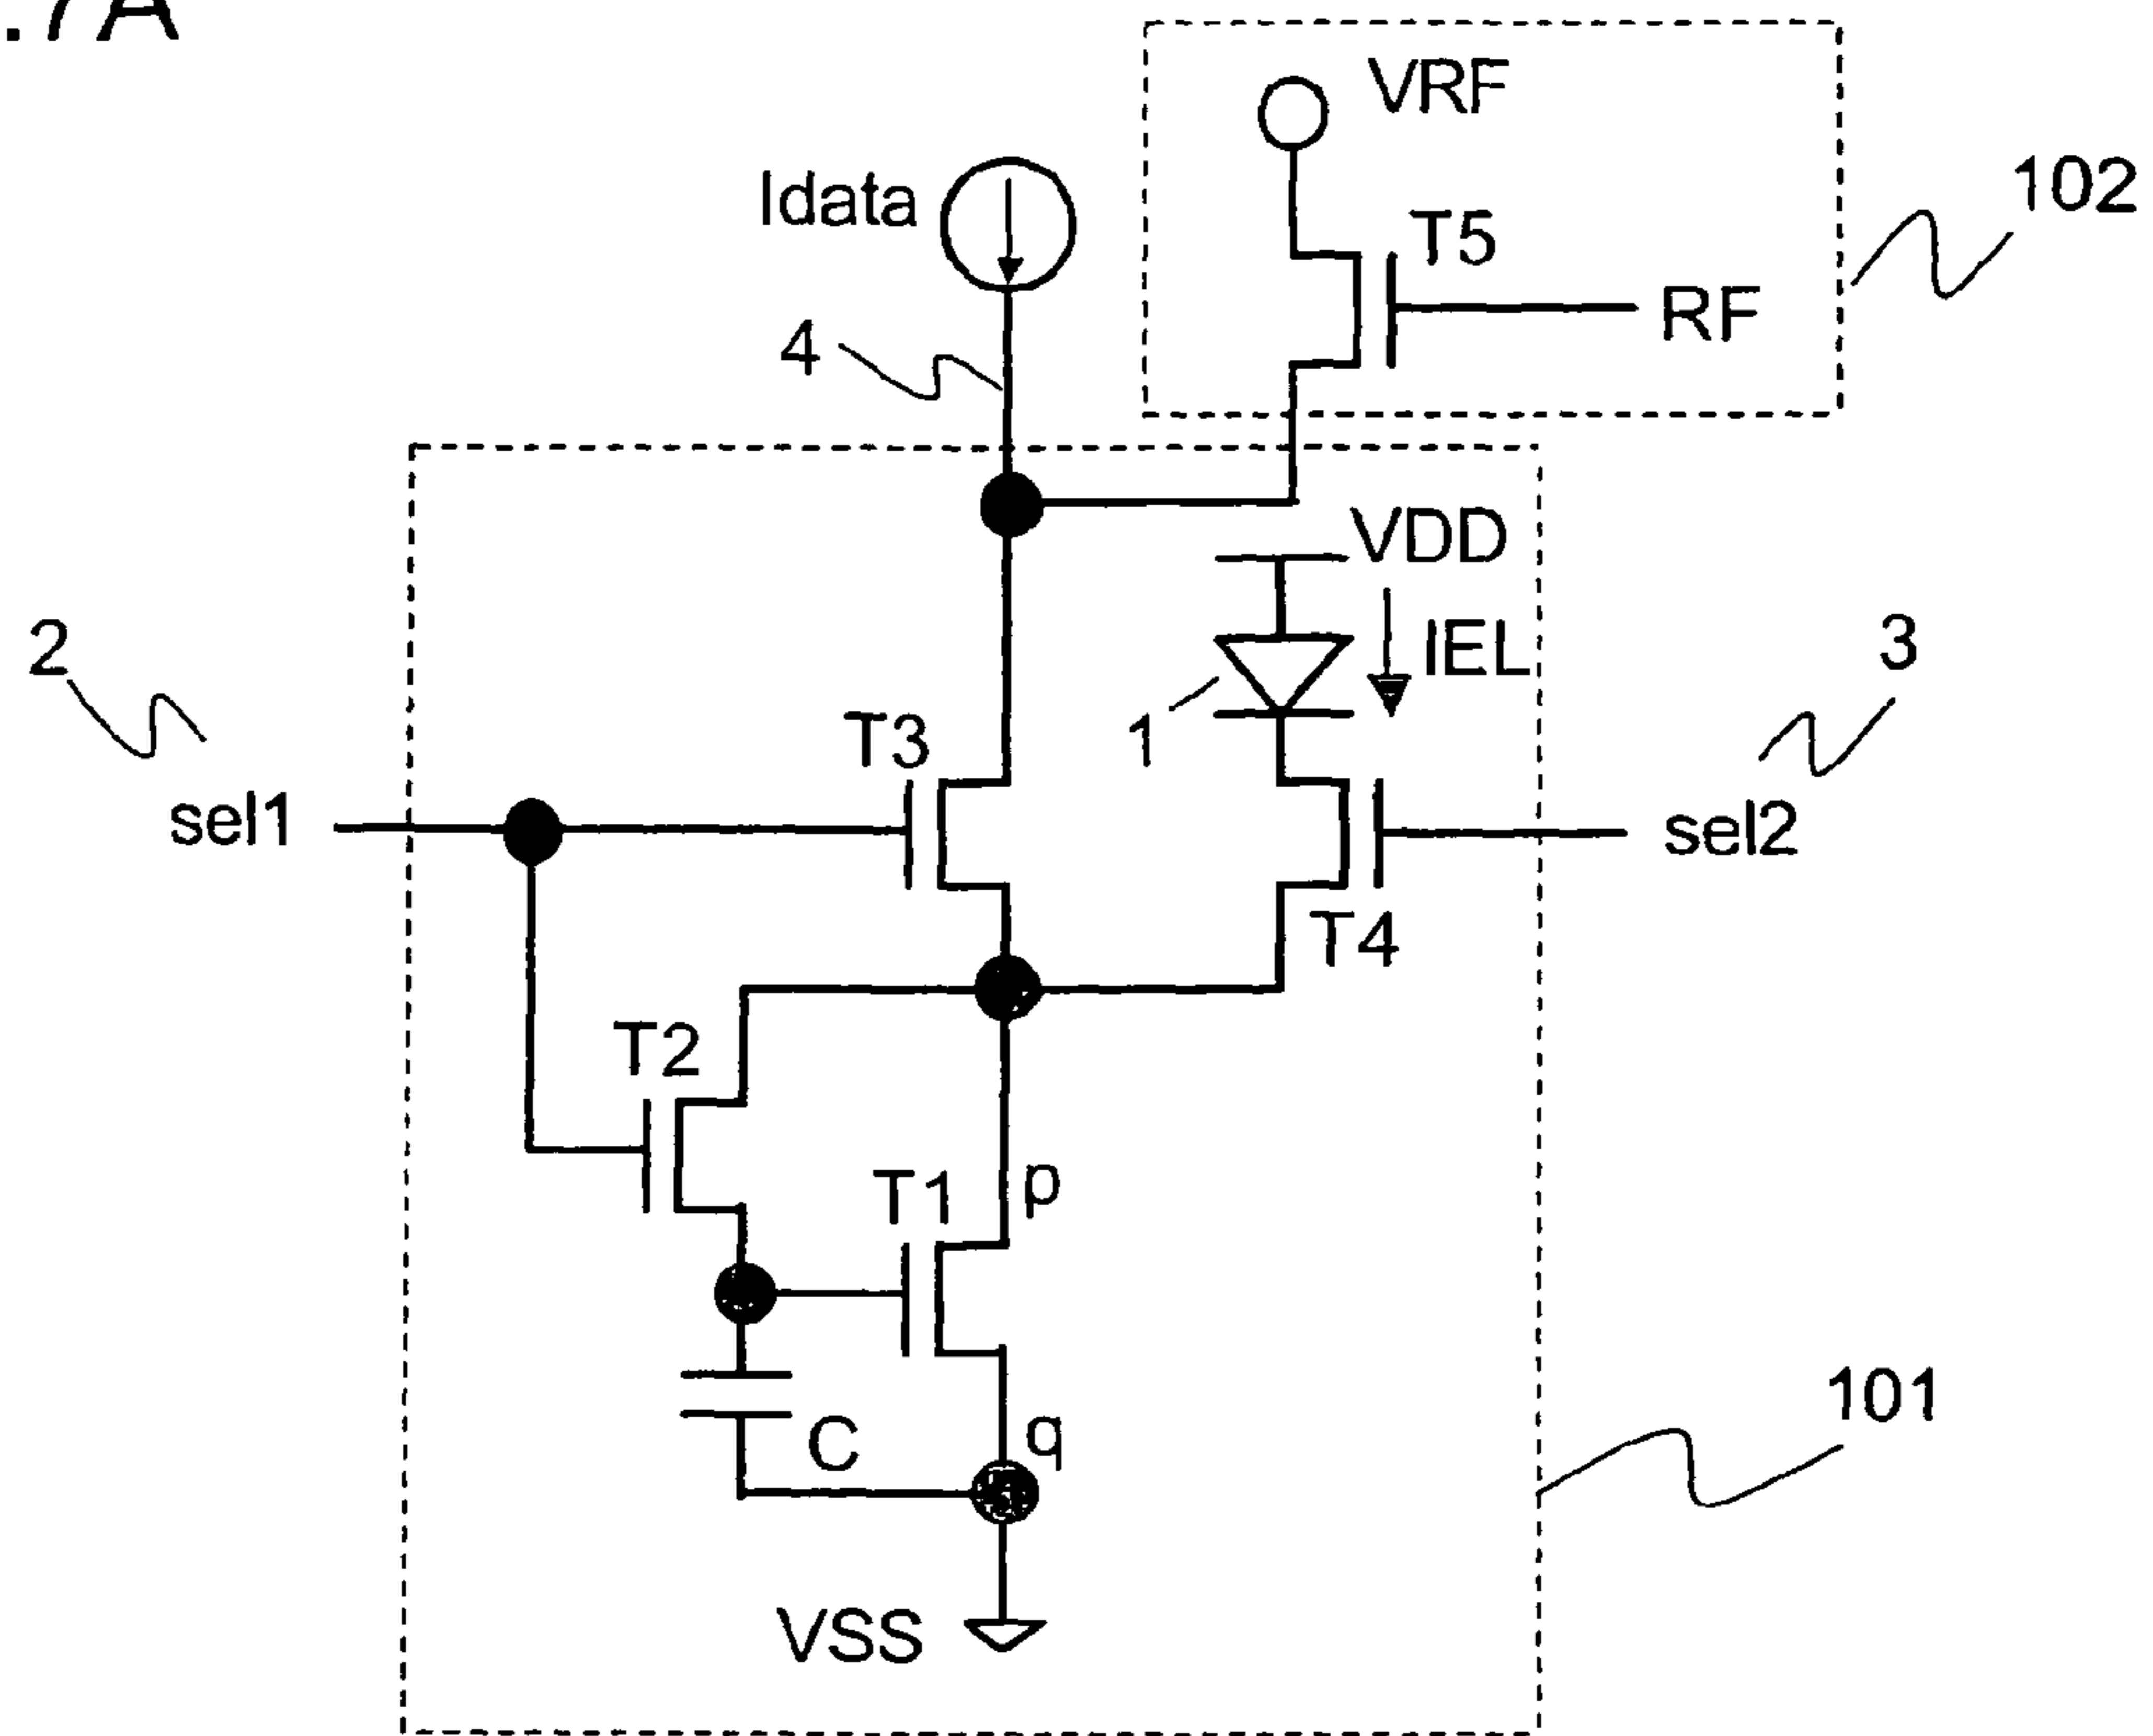 .7A
VRF
Idata
102
T5
RF
4
VDD
2
IEL
3
1
T3
sel1
sel2
T4
T2
T1
p
101
C
q
VSS